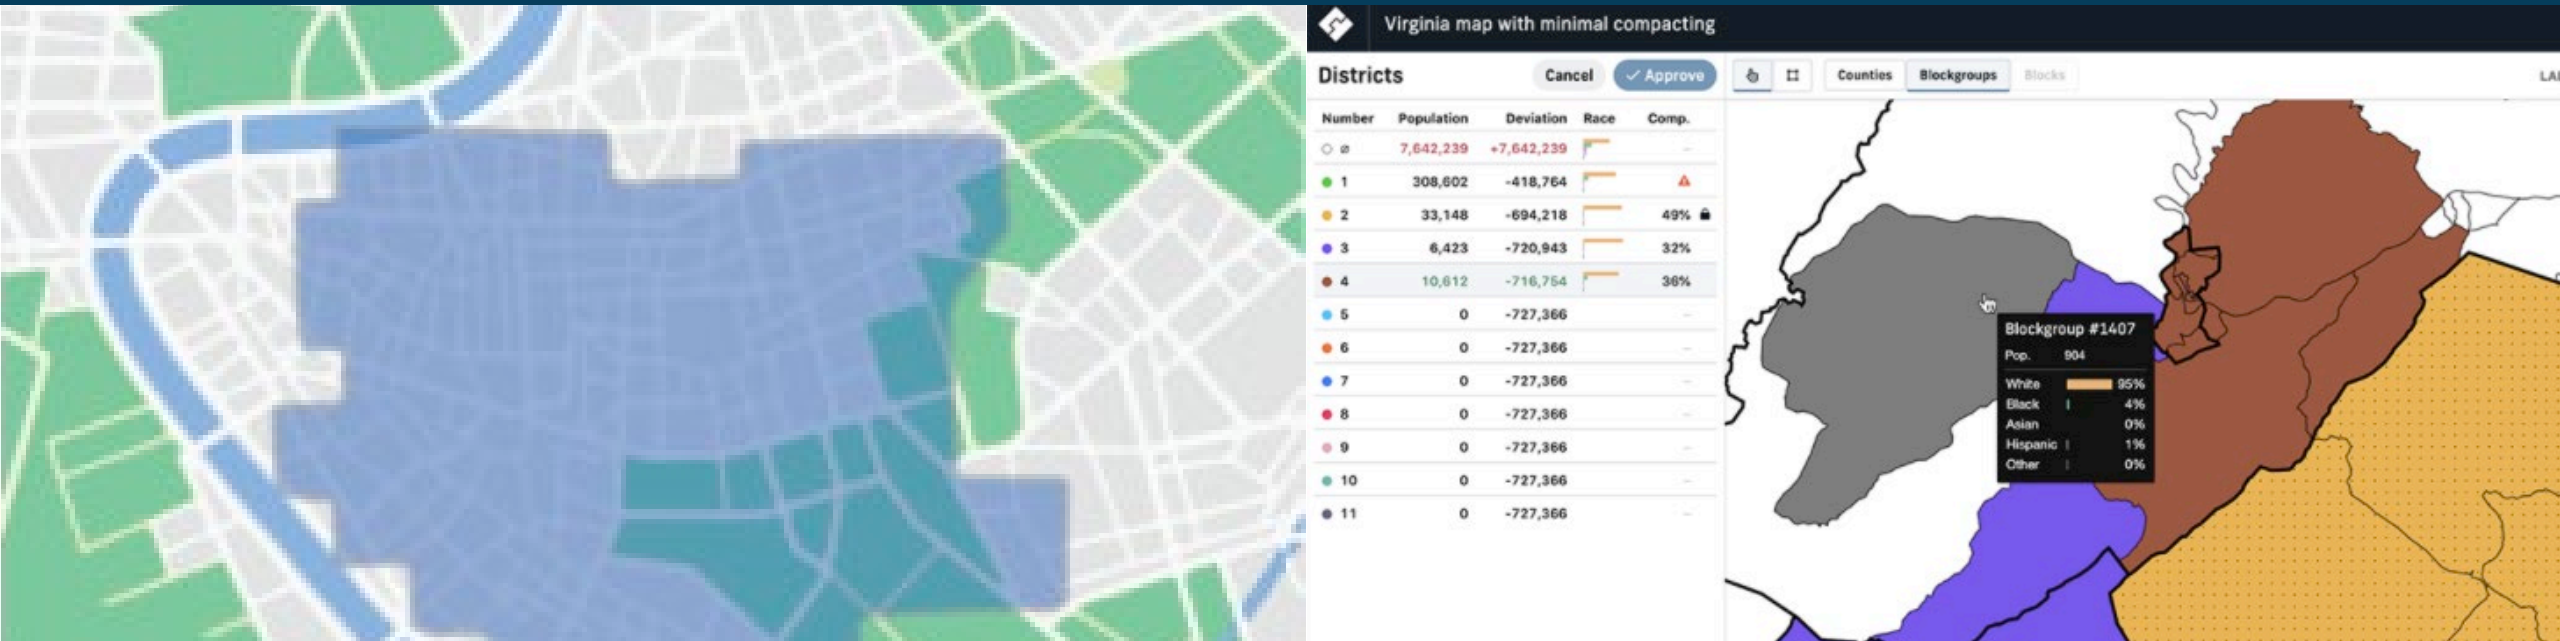 Virginia map with minimal compacting
Districts Cancel ✓ Approve Counties Blockgroups Blocks
Number Population Deviation Race Comp.
ø 7,642,239 +7,642,239 –
1 308,602 -418,764
2 33,148 -694,218 49%
3 6,423 -720,943 32%
4 10,612 -716,754 36%
5 0 -727,366 –
6 0 -727,366 –
7 0 -727,366 –
8 0 -727,366 –
9 0 -727,366 –
10 0 -727,366 –
11 0 -727,366 –
Blockgroup #1407
Pop. 904
White 95%
Black 4%
Asian 0%
Hispanic 1%
Other 0%